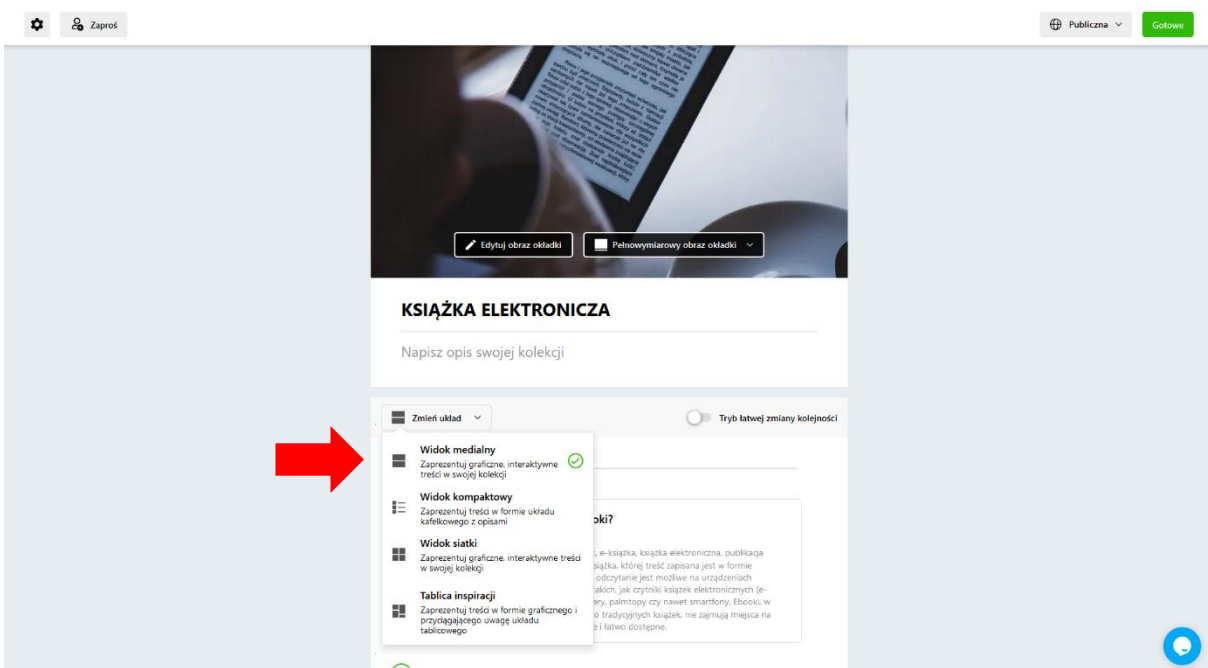 Zaproś
Publiczna
Gotowe
Edytuj obraz okładki
Pełnowymiarowy obraz okładki
KSIĄŻKA ELEKTRONICZA
Napisz opis swojej kolekcji
Zmień układ
Tryb łatwej zmiany kolejności
Widok medialny
Zaprezentuj graficzne, interaktywne
treści w swojej kolekcji
Widok kompaktowy
Zaprezentuj treści w formie układu
kafelkowego z opisami
Widok siatki
Zaprezentuj graficzne, interaktywne treści
w swojej kolekcji
Tablica inspiracji
Zaprezentuj treści w formie graficznego i
przyciągającego uwagę układu
tablicowego
oki?
, e-książka, książka elektroniczna, publikacja
siążka, której treść zapisana jest w formie
odczytanie jest możliwe na urządzeniach
takich, jak czytniki książek elektronicznych (e-
ery, palmtopy czy nawet smartfony. Ebooki, w
o tradycyjnych książek, nie zajmują miejsca na
e i łatwo dostępne.